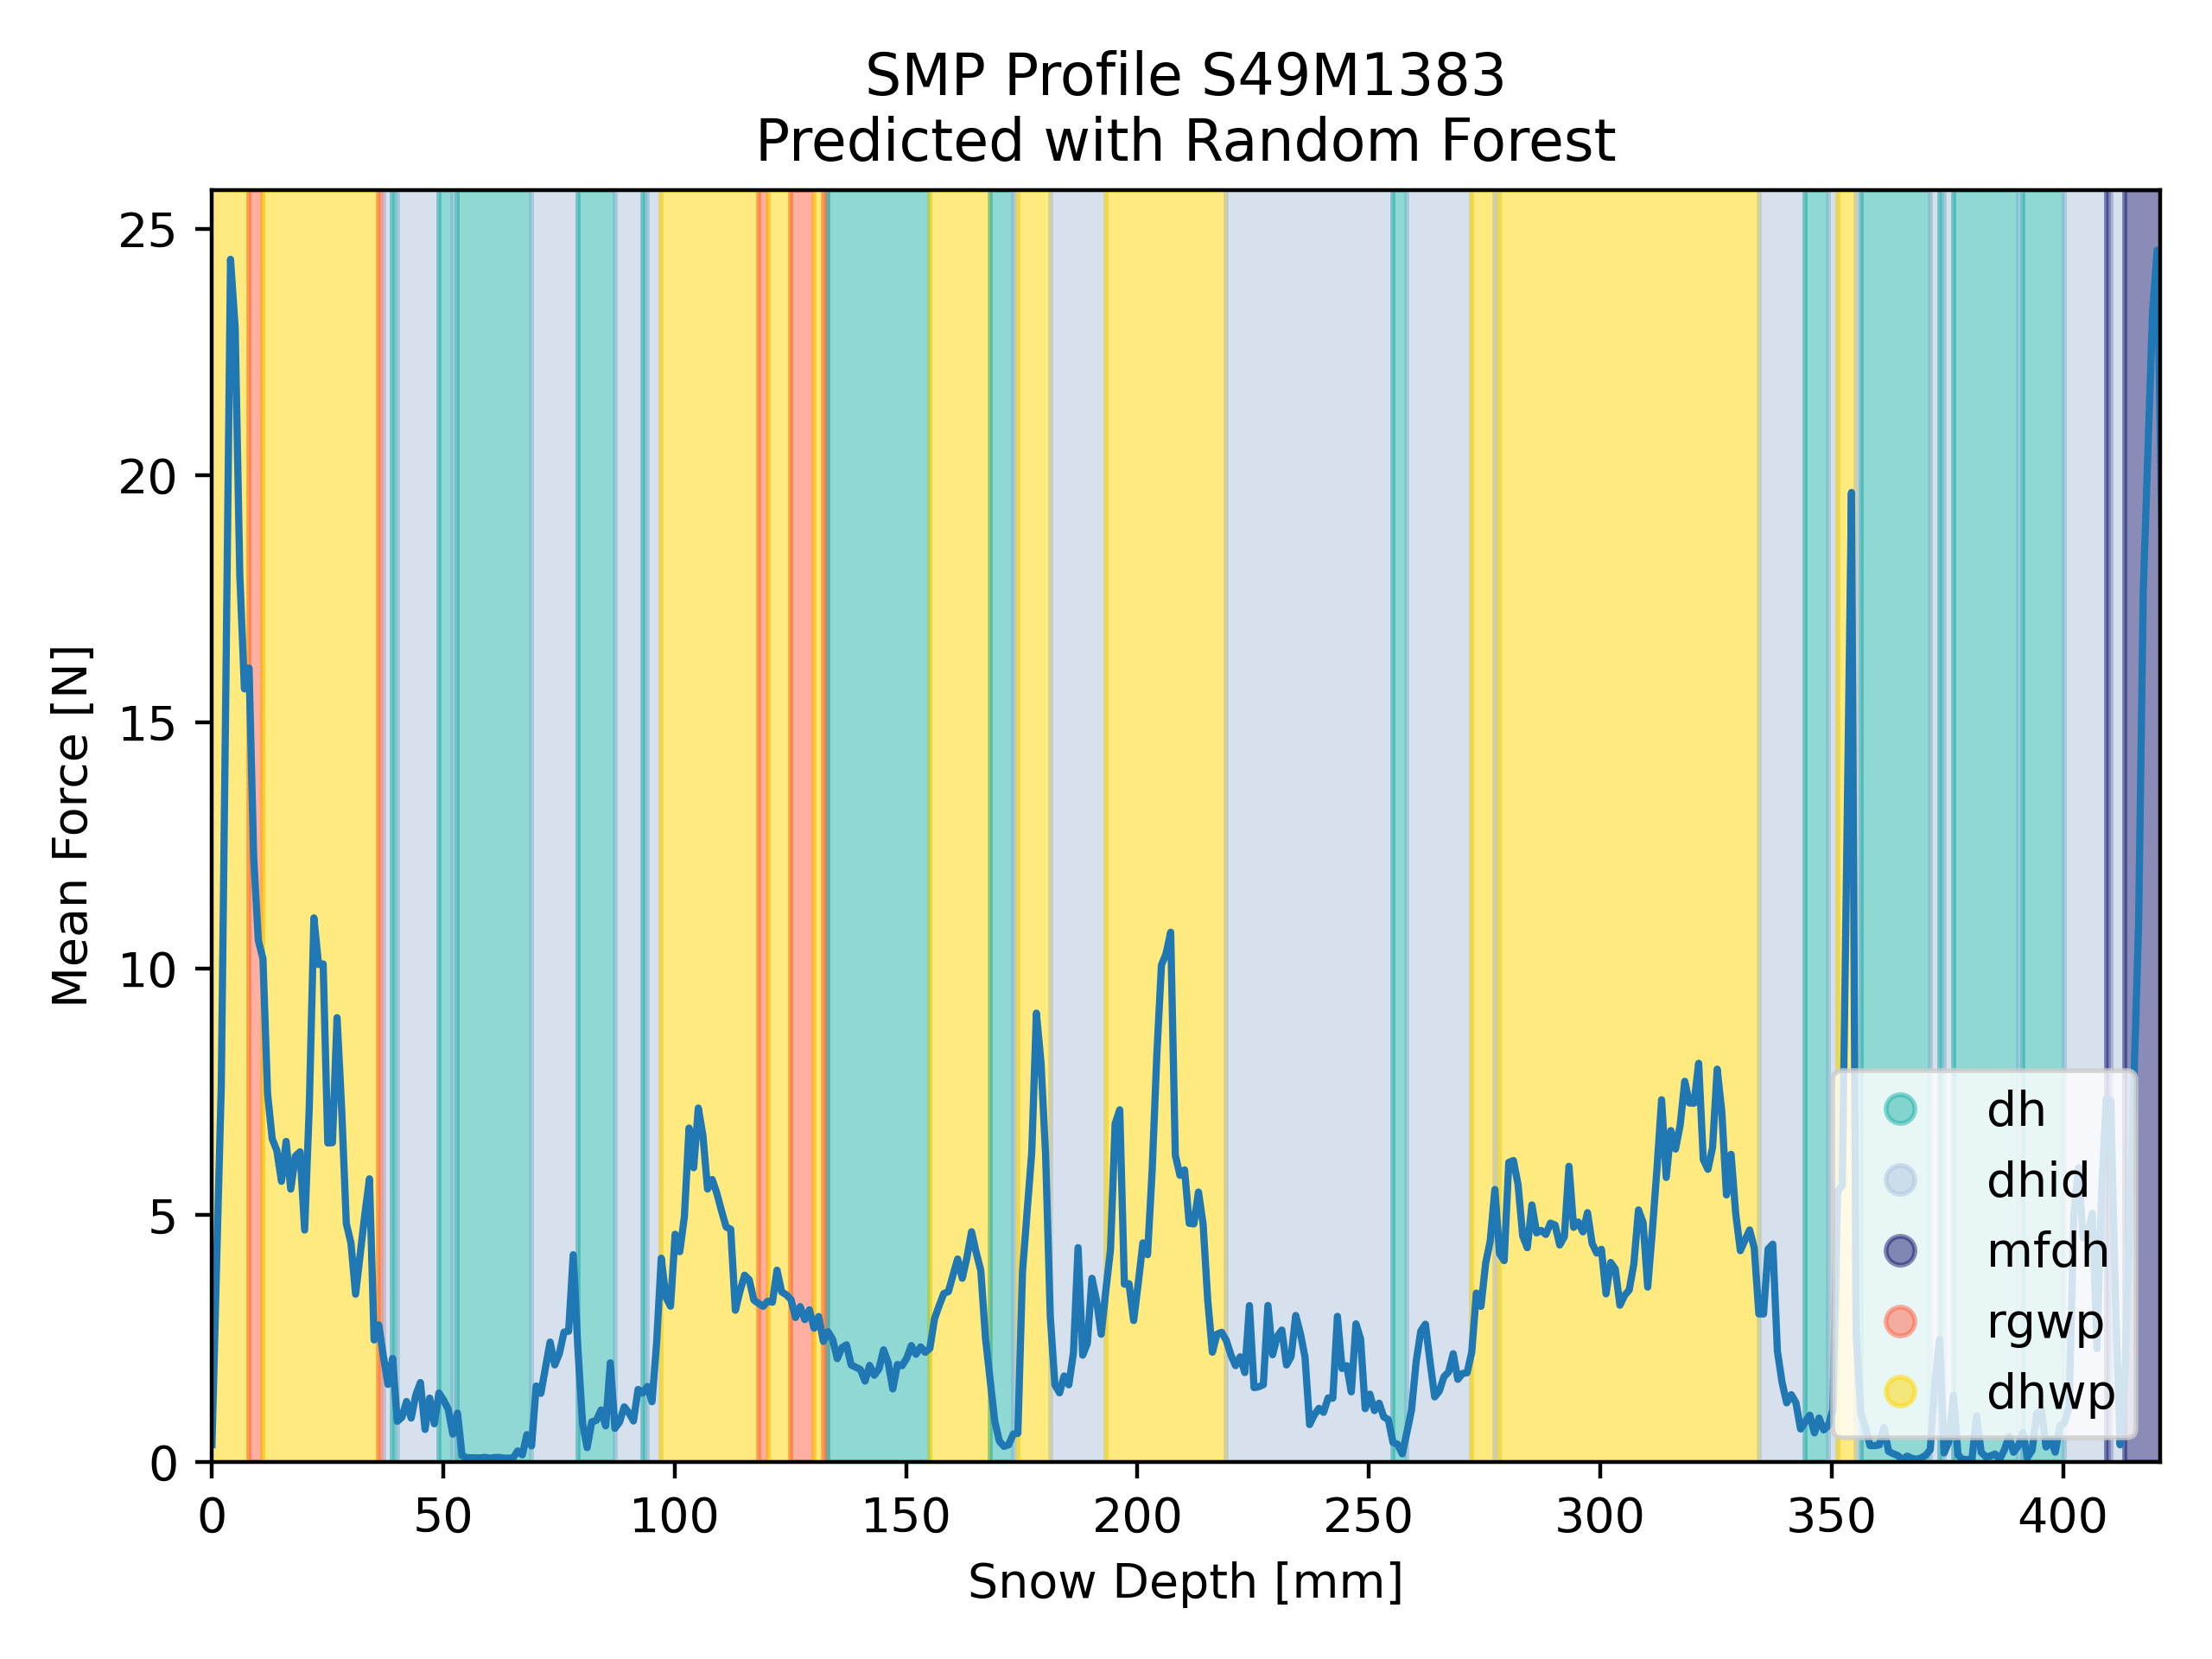 SMP Profile S49M1383
Predicted with Random Forest
Mean Force [N]
25
20
15
10
5
0
0 50 100 150 200 250 300 350 400
Snow Depth [mm]
dh
dhid
mfdh
rgwp
dhwp